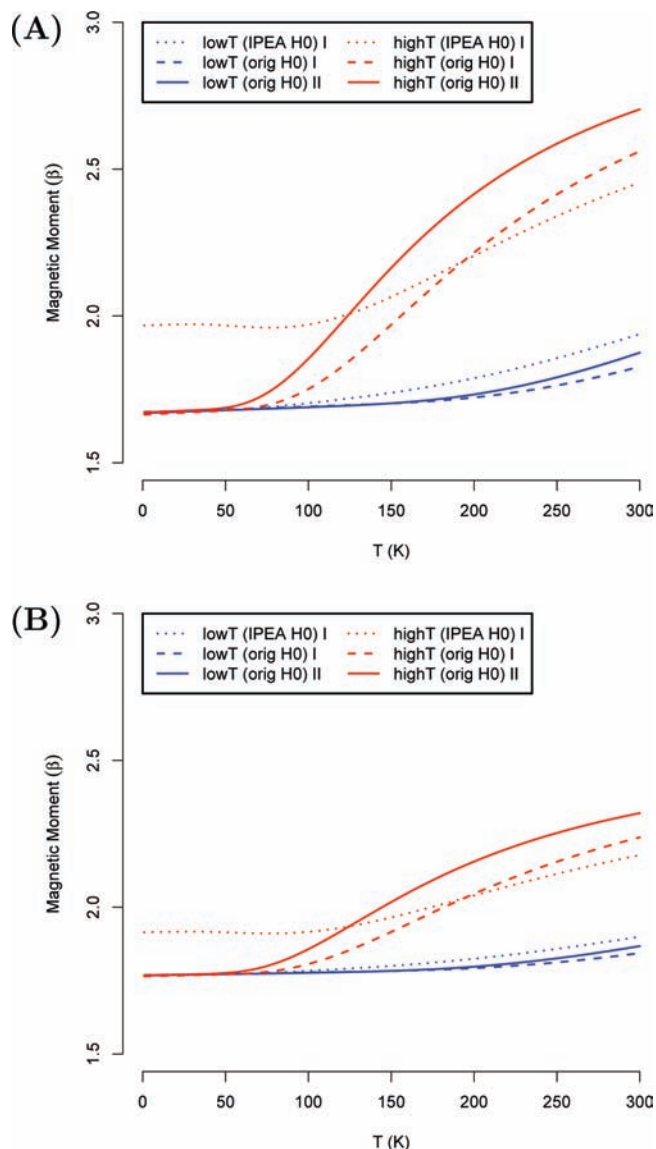 (A)
3.0
lowT (IPEA H0) I highT (IPEA H0) I
lowT (orig H0) I highT (orig H0) I
lowT (orig H0) II highT (orig H0) II
2.5
Magnetic Moment (β)
2.0
1.5
0 50 100 150 200 250 300
T (K)
(B)
3.0
lowT (IPEA H0) I highT (IPEA H0) I
lowT (orig H0) I highT (orig H0) I
lowT (orig H0) II highT (orig H0) II
2.5
Magnetic Moment (β)
2.0
1.5
0 50 100 150 200 250 300
T (K)